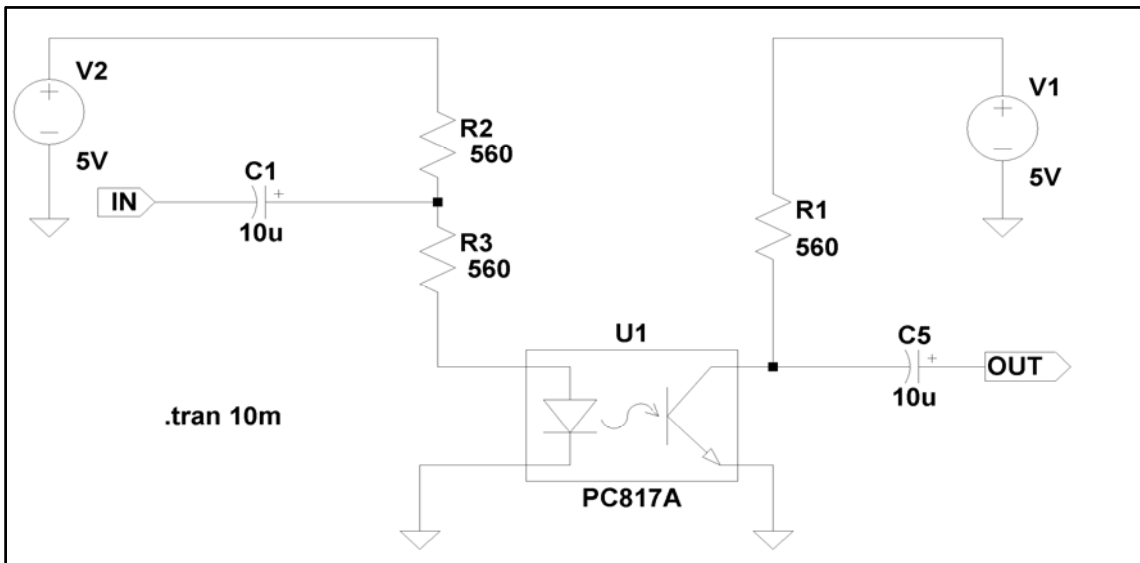 V2
5V
IN
C1
10u
R2
560
R3
560
U1
PC817A
R1
560
V1
5V
C5
10u
OUT
.tran 10m